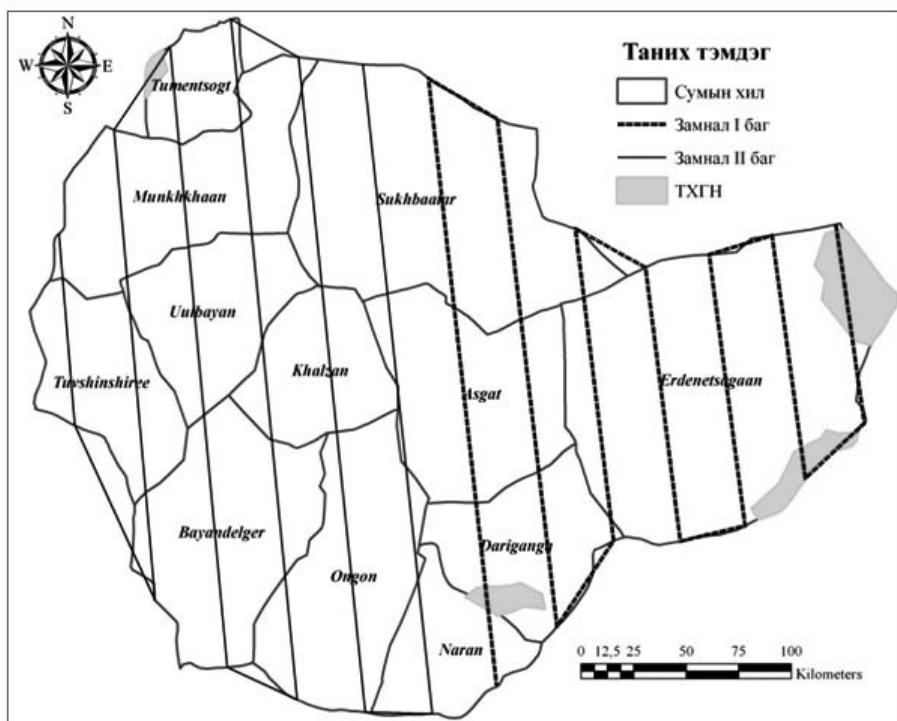 N
W E
S
Таних тэмдэг
Сумын хил
Замнал I баг
Замнал II баг
ТХГН
Tumentsogt
Munkhkhaan
Sukhbaatar
Uulbayan
Tuvshinshiree
Khalzan
Asgat
Erdenetsagaan
Bayandelger
Ongon
Dariganga
Naran
0 12,5 25 50 75 100
Kilometers